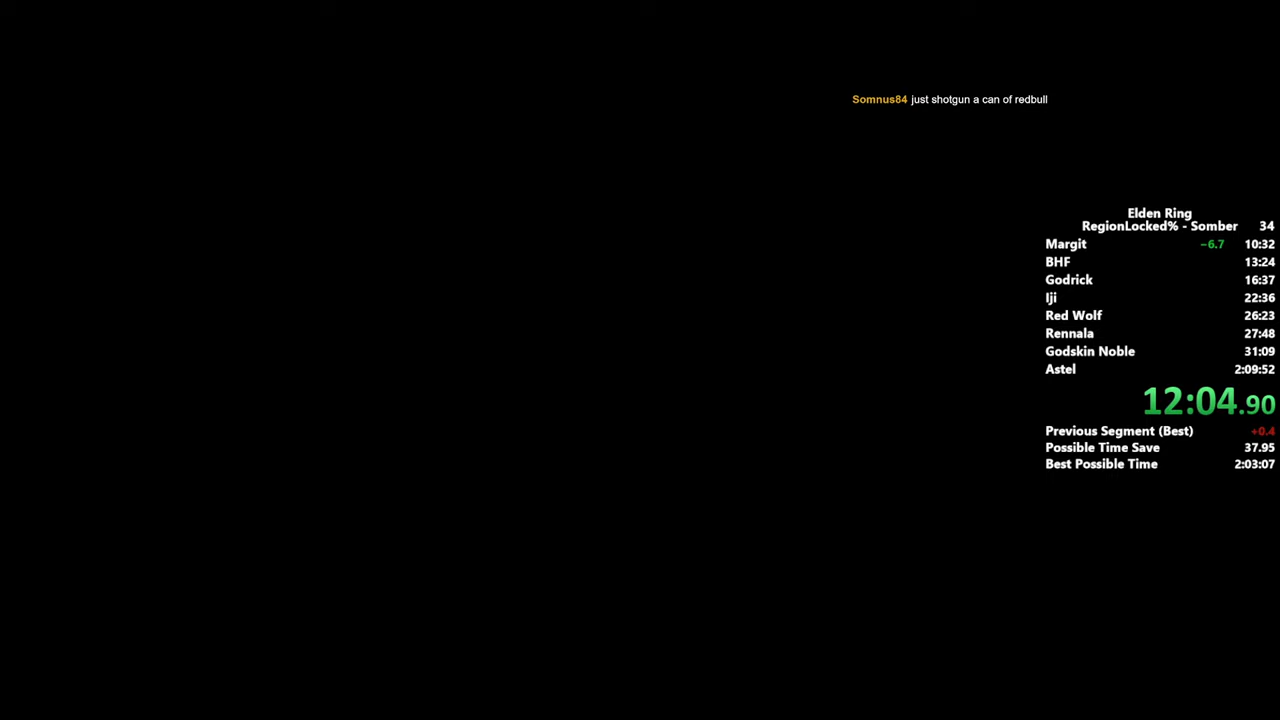 Somnus84 just shotgun a can of redbull
Elden Ring
RegionLocked% - Somber 34
Margit −6.7 10:32
BHF 13:24
Godrick 16:37
Iji 22:36
Red Wolf 26:23
Rennala 27:48
Godskin Noble 31:09
Astel 2:09:52
12:04.90
Previous Segment (Best) +0.4
Possible Time Save 37.95
Best Possible Time 2:03:07